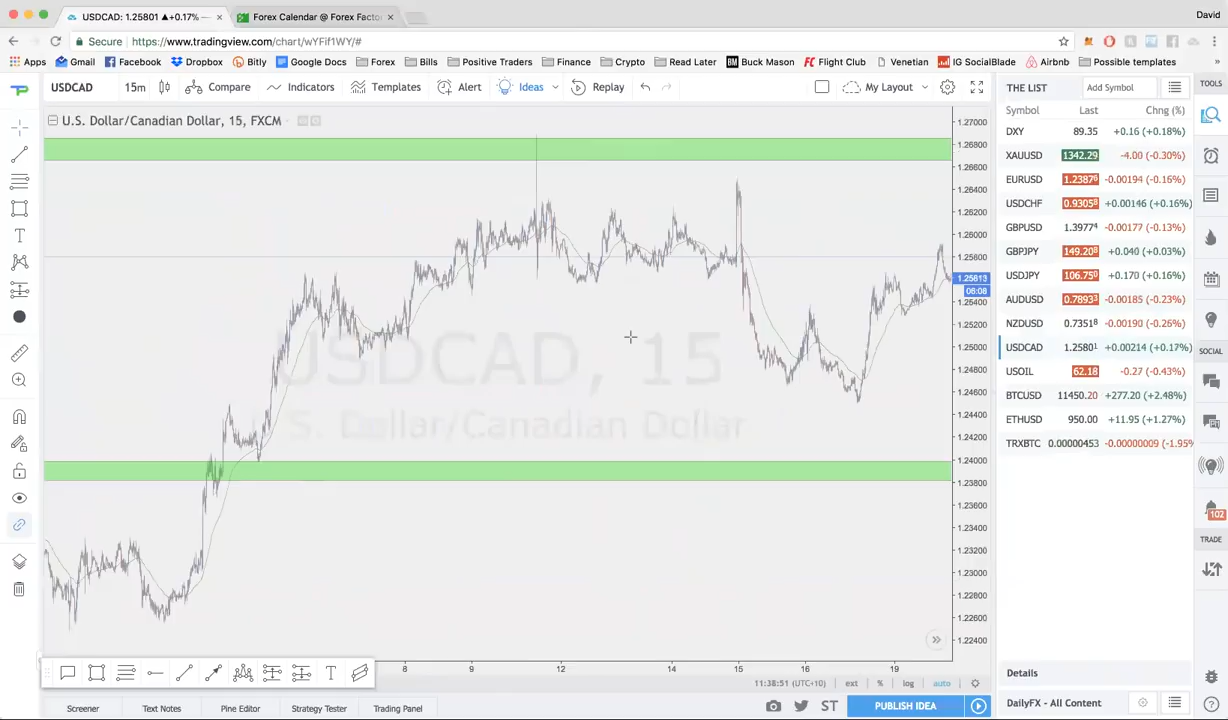 USDCAD: 1.25801 ▲+0.17% — ×
Forex Calendar @ Forex Facto ×
David
Secure https://www.tradingview.com/chart/wYFif1WY/#
Apps Gmail Facebook Dropbox Bitly Google Docs Forex Bills Positive Traders Finance Crypto Read Later Buck Mason Flight Club Venetian IG SocialBlade Airbnb Possible templates
USDCAD 15m Compare Indicators Templates Alert Ideas Replay My Layout
U.S. Dollar/Canadian Dollar, 15, FXCM
USDCAD, 15
S. Dollar/Canadian Dollar
1.27000
1.26800
1.26600
1.26400
1.26200
1.26000
1.25800
1.25813
06:08
1.25400
1.25200
1.25000
1.24800
1.24600
1.24400
1.24200
1.24000
1.23800
1.23600
1.23400
1.23200
1.23000
1.22800
1.22600
1.22400
8 9 12 14 15 16 19
11:38:51 (UTC+10) ext % log auto
Screener Text Notes Pine Editor Strategy Tester Trading Panel
ST PUBLISH IDEA
THE LIST Add Symbol
Symbol Last Chng (%)
DXY 89.35 +0.16 (+0.18%)
XAUUSD 1342.29 -4.00 (-0.30%)
EURUSD 1.23876 -0.00194 (-0.16%)
USDCHF 0.93058 +0.00146 (+0.16%)
GBPUSD 1.39774 -0.00177 (-0.13%)
GBPJPY 149.208 +0.040 (+0.03%)
USDJPY 106.750 +0.170 (+0.16%)
AUDUSD 0.78933 -0.00185 (-0.23%)
NZDUSD 0.73518 -0.00190 (-0.26%)
USDCAD 1.25801 +0.00214 (+0.17%)
USOIL 62.18 -0.27 (-0.43%)
BTCUSD 11450.20 +277.20 (+2.48%)
ETHUSD 950.00 +11.95 (+1.27%)
TRXBTC 0.00000453 -0.00000009 (-1.95%
Details
DailyFX - All Content
TOOLS
SOCIAL
102
TRADE